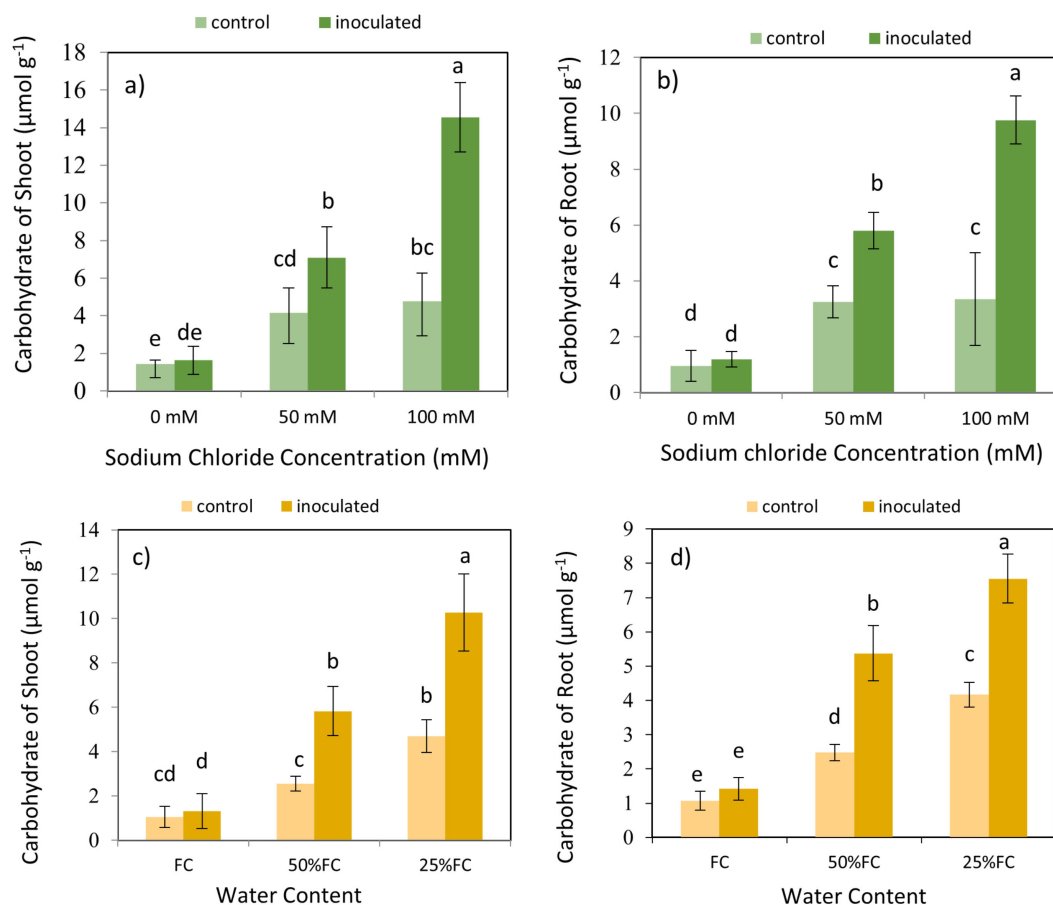 control inoculated
Carbohydrate of Shoot (µmol g-1)
18
16
14
12
10
8
6
4
2
0
a)
e de cd b bc a
0 mM 50 mM 100 mM
Sodium Chloride Concentration (mM)
control inoculated
Carbohydrate of Root (µmol g-1)
12
10
8
6
4
2
0
b)
d d c b c a
0 mM 50 mM 100 mM
Sodium chloride Concentration (mM)
control inoculated
Carbohydrate of Shoot (µmol g-1)
14
12
10
8
6
4
2
0
c)
cd d c b b a
FC 50%FC 25%FC
Water Content
control inoculated
Carbohydrate of Root (µmol g-1)
9
8
7
6
5
4
3
2
1
0
d)
e e d b c a
FC 50%FC 25%FC
Water Content